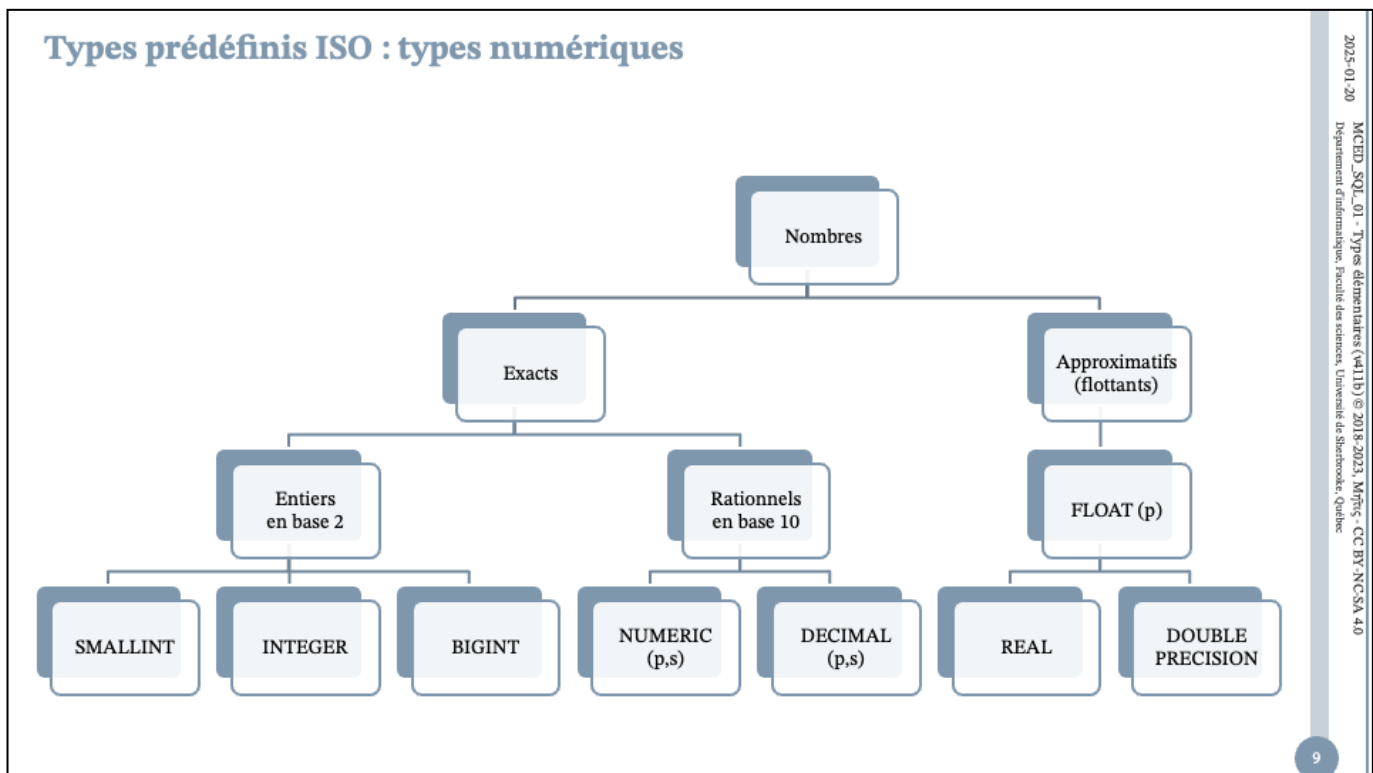 Types prédéfinis ISO : types numériques
Nombres
Exacts
Approximatifs
(flottants)
Entiers
en base 2
Rationnels
en base 10
FLOAT (p)
SMALLINT
INTEGER
BIGINT
NUMERIC
(p,s)
DECIMAL
(p,s)
REAL
DOUBLE
PRECISION
2025-01-20
MCED_SQL_01 - Types élémentaires (v411b) © 2018-2023, Μῆτις - CC BY-NC-SA 4.0
Département d'informatique, Faculté des sciences, Université de Sherbrooke, Québec
9